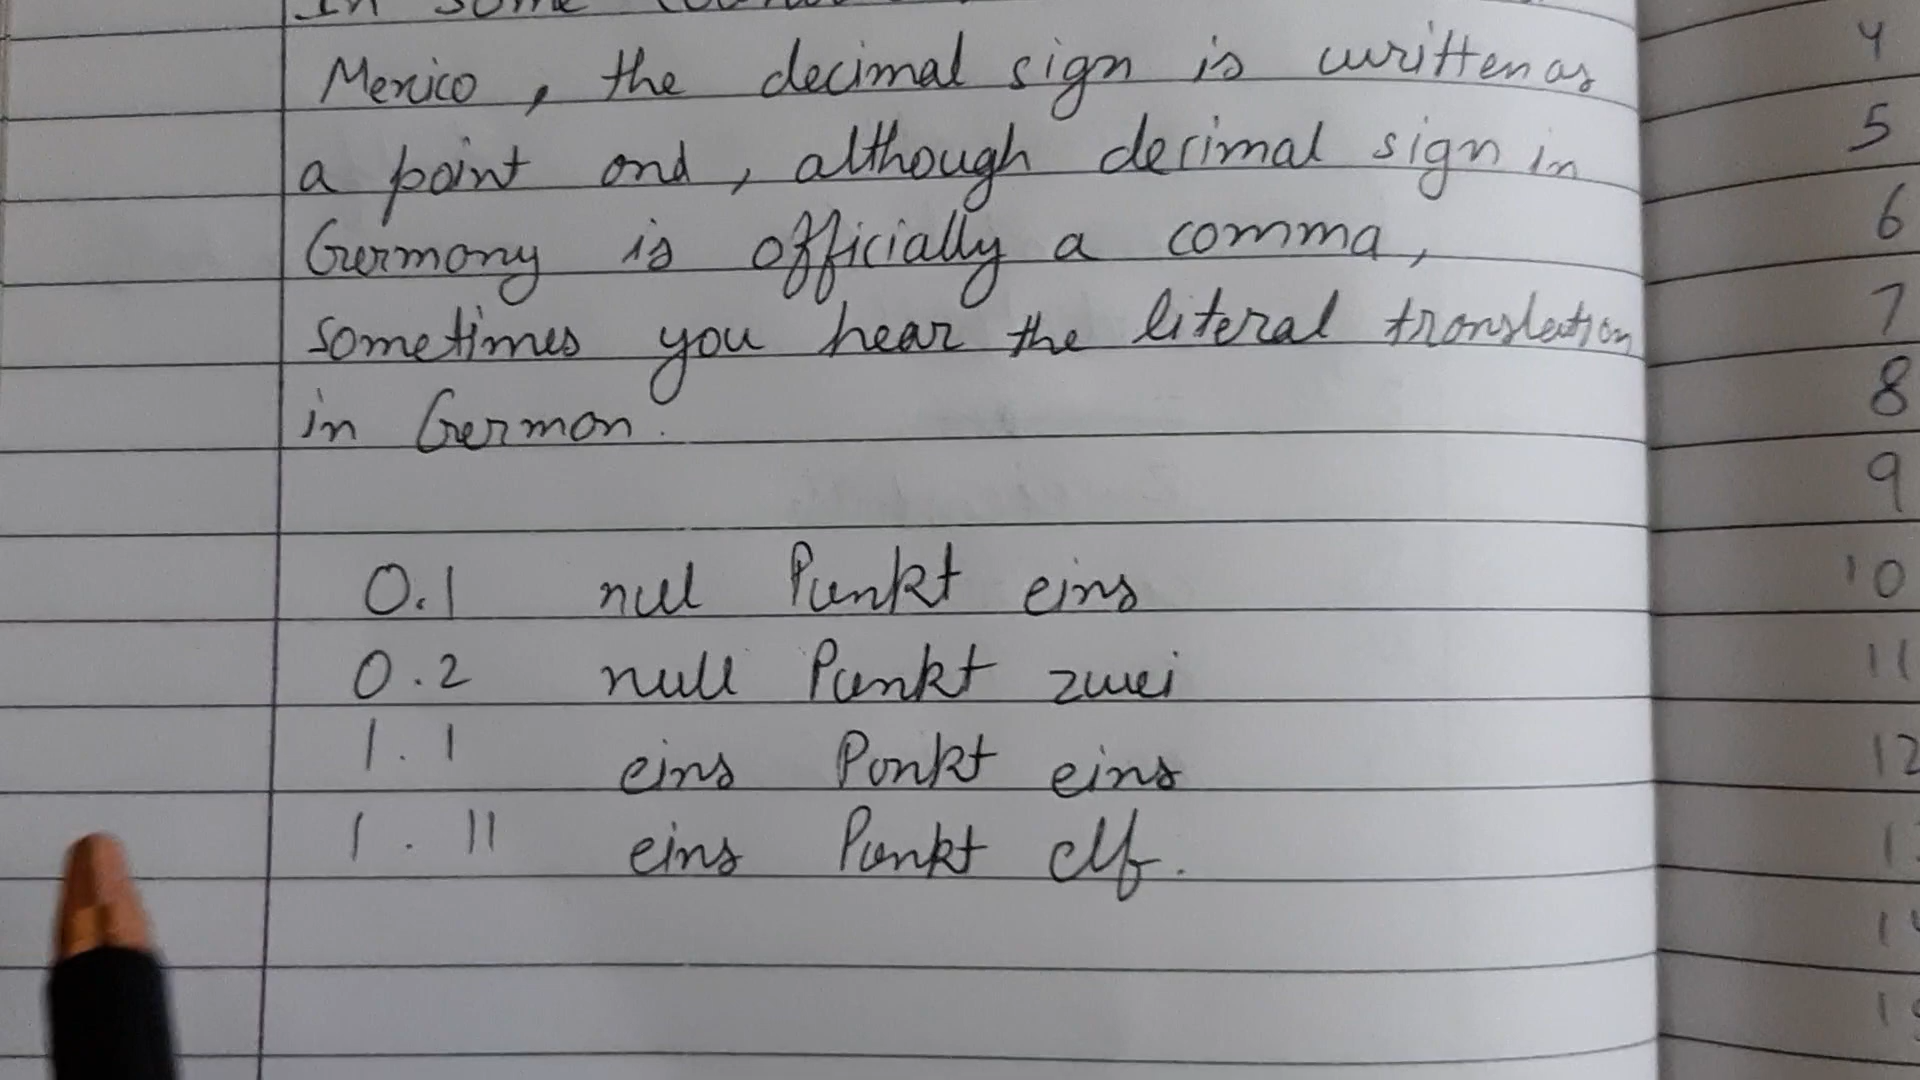 In some
Mexico, the decimal sign is written as
a point and, although decimal sign in
Germany is officially a comma,
sometimes you hear the literal translation
in German.
0.1 null Punkt eins
0.2 null Punkt zwei
1.1 eins Punkt eins
1.11 eins Punkt elf.
4
5
6
7
8
9
10
11
12